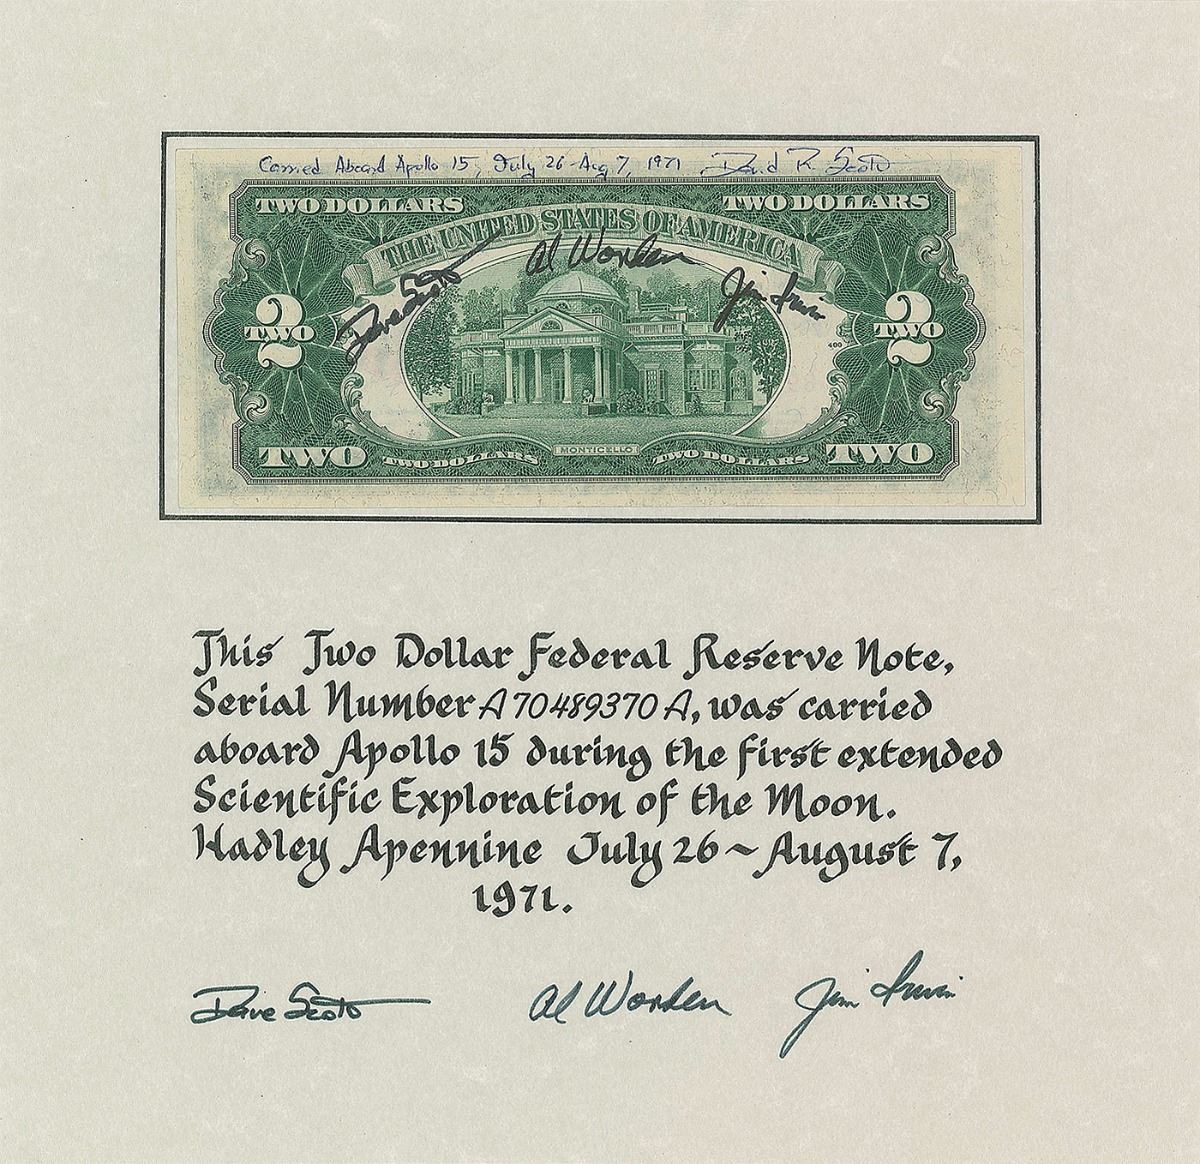 Carried Aboard Apollo 15, July 26 - Aug 7, 1971 David R. Scott
TWO DOLLARS TWO DOLLARS
THE UNITED STATES OF AMERICA
Dave Scott Al Worden Jim Irwin
2 TWO 2 TWO
400
TWO TWO DOLLARS MONTICELLO TWO DOLLARS TWO
This Two Dollar Federal Reserve Note,
Serial Number A 70489370 A, was carried
aboard Apollo 15 during the first extended
Scientific Exploration of the Moon.
Hadley Apennine July 26 ~ August 7,
1971.
Dave Scott Al Worden Jim Irwin